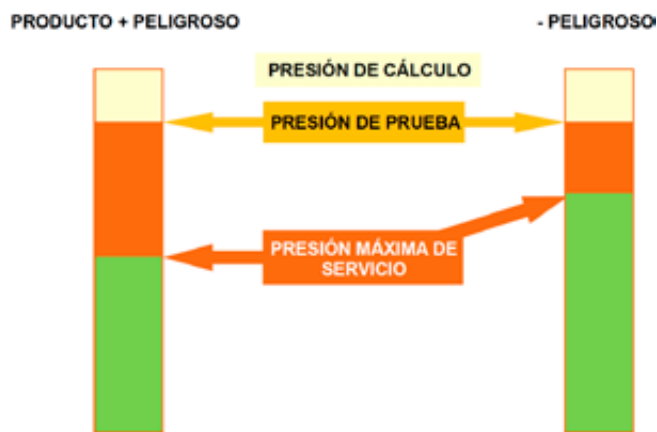 PRODUCTO + PELIGROSO
- PELIGROSO
PRESIÓN DE CÁLCULO
PRESIÓN DE PRUEBA
PRESIÓN MÁXIMA DE
SERVICIO